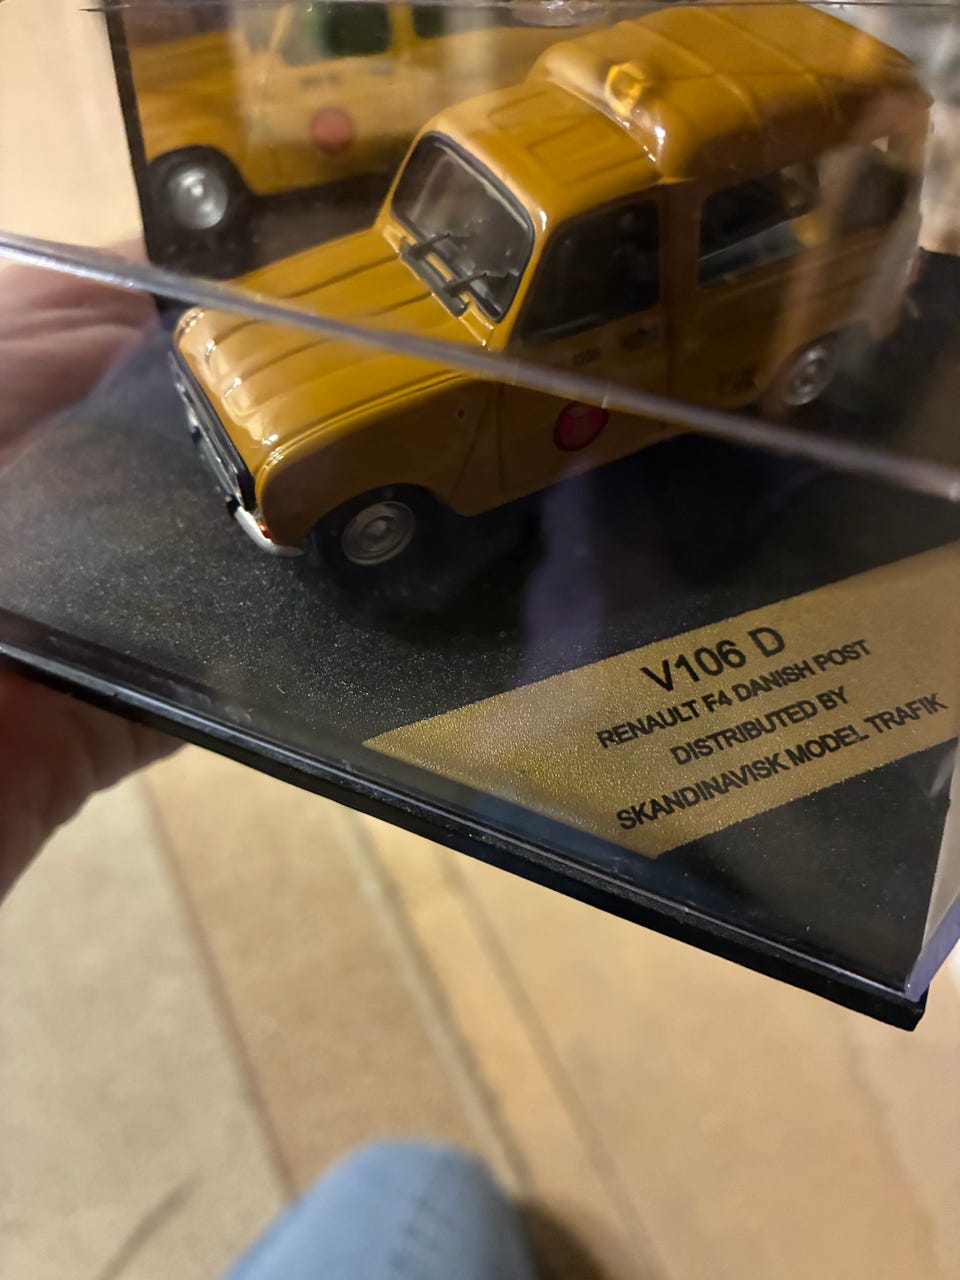 V106 D
RENAULT F4 DANISH POST
DISTRIBUTED BY
SKANDINAVISK MODEL TRAFIK